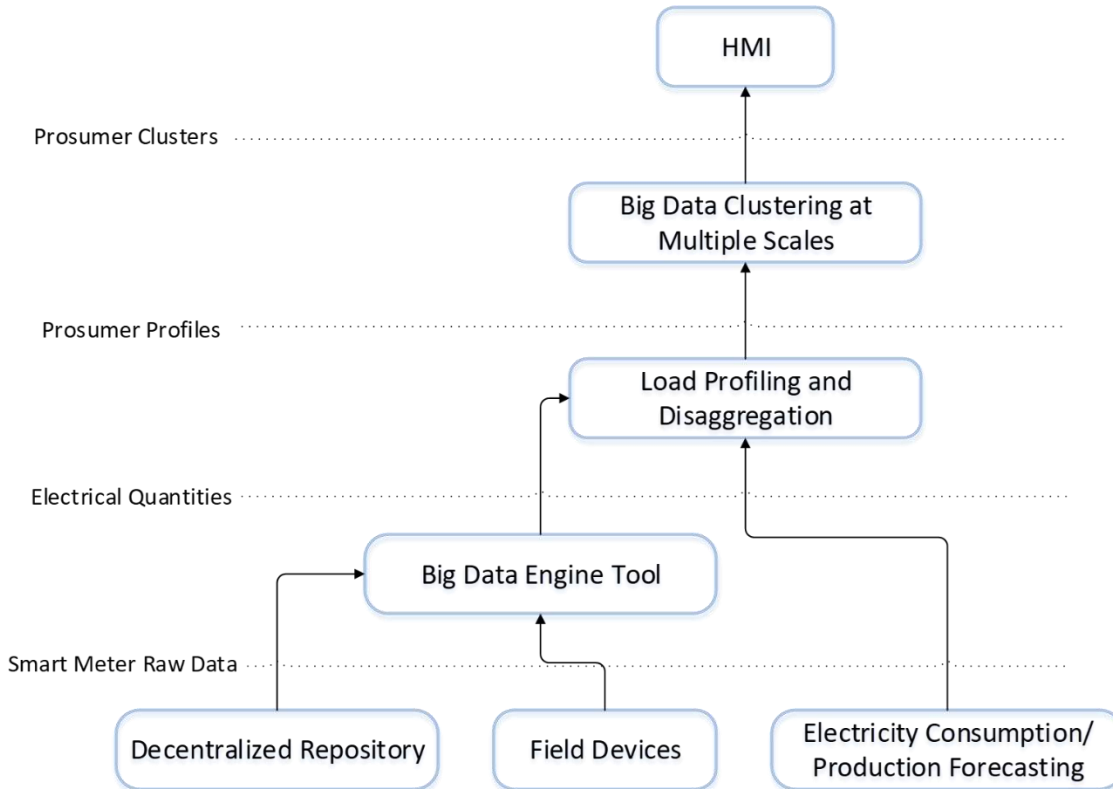 HMI
Prosumer Clusters
Big Data Clustering at
Multiple Scales
Prosumer Profiles
Load Profiling and
Disaggregation
Electrical Quantities
Big Data Engine Tool
Smart Meter Raw Data
Decentralized Repository
Field Devices
Electricity Consumption/
Production Forecasting